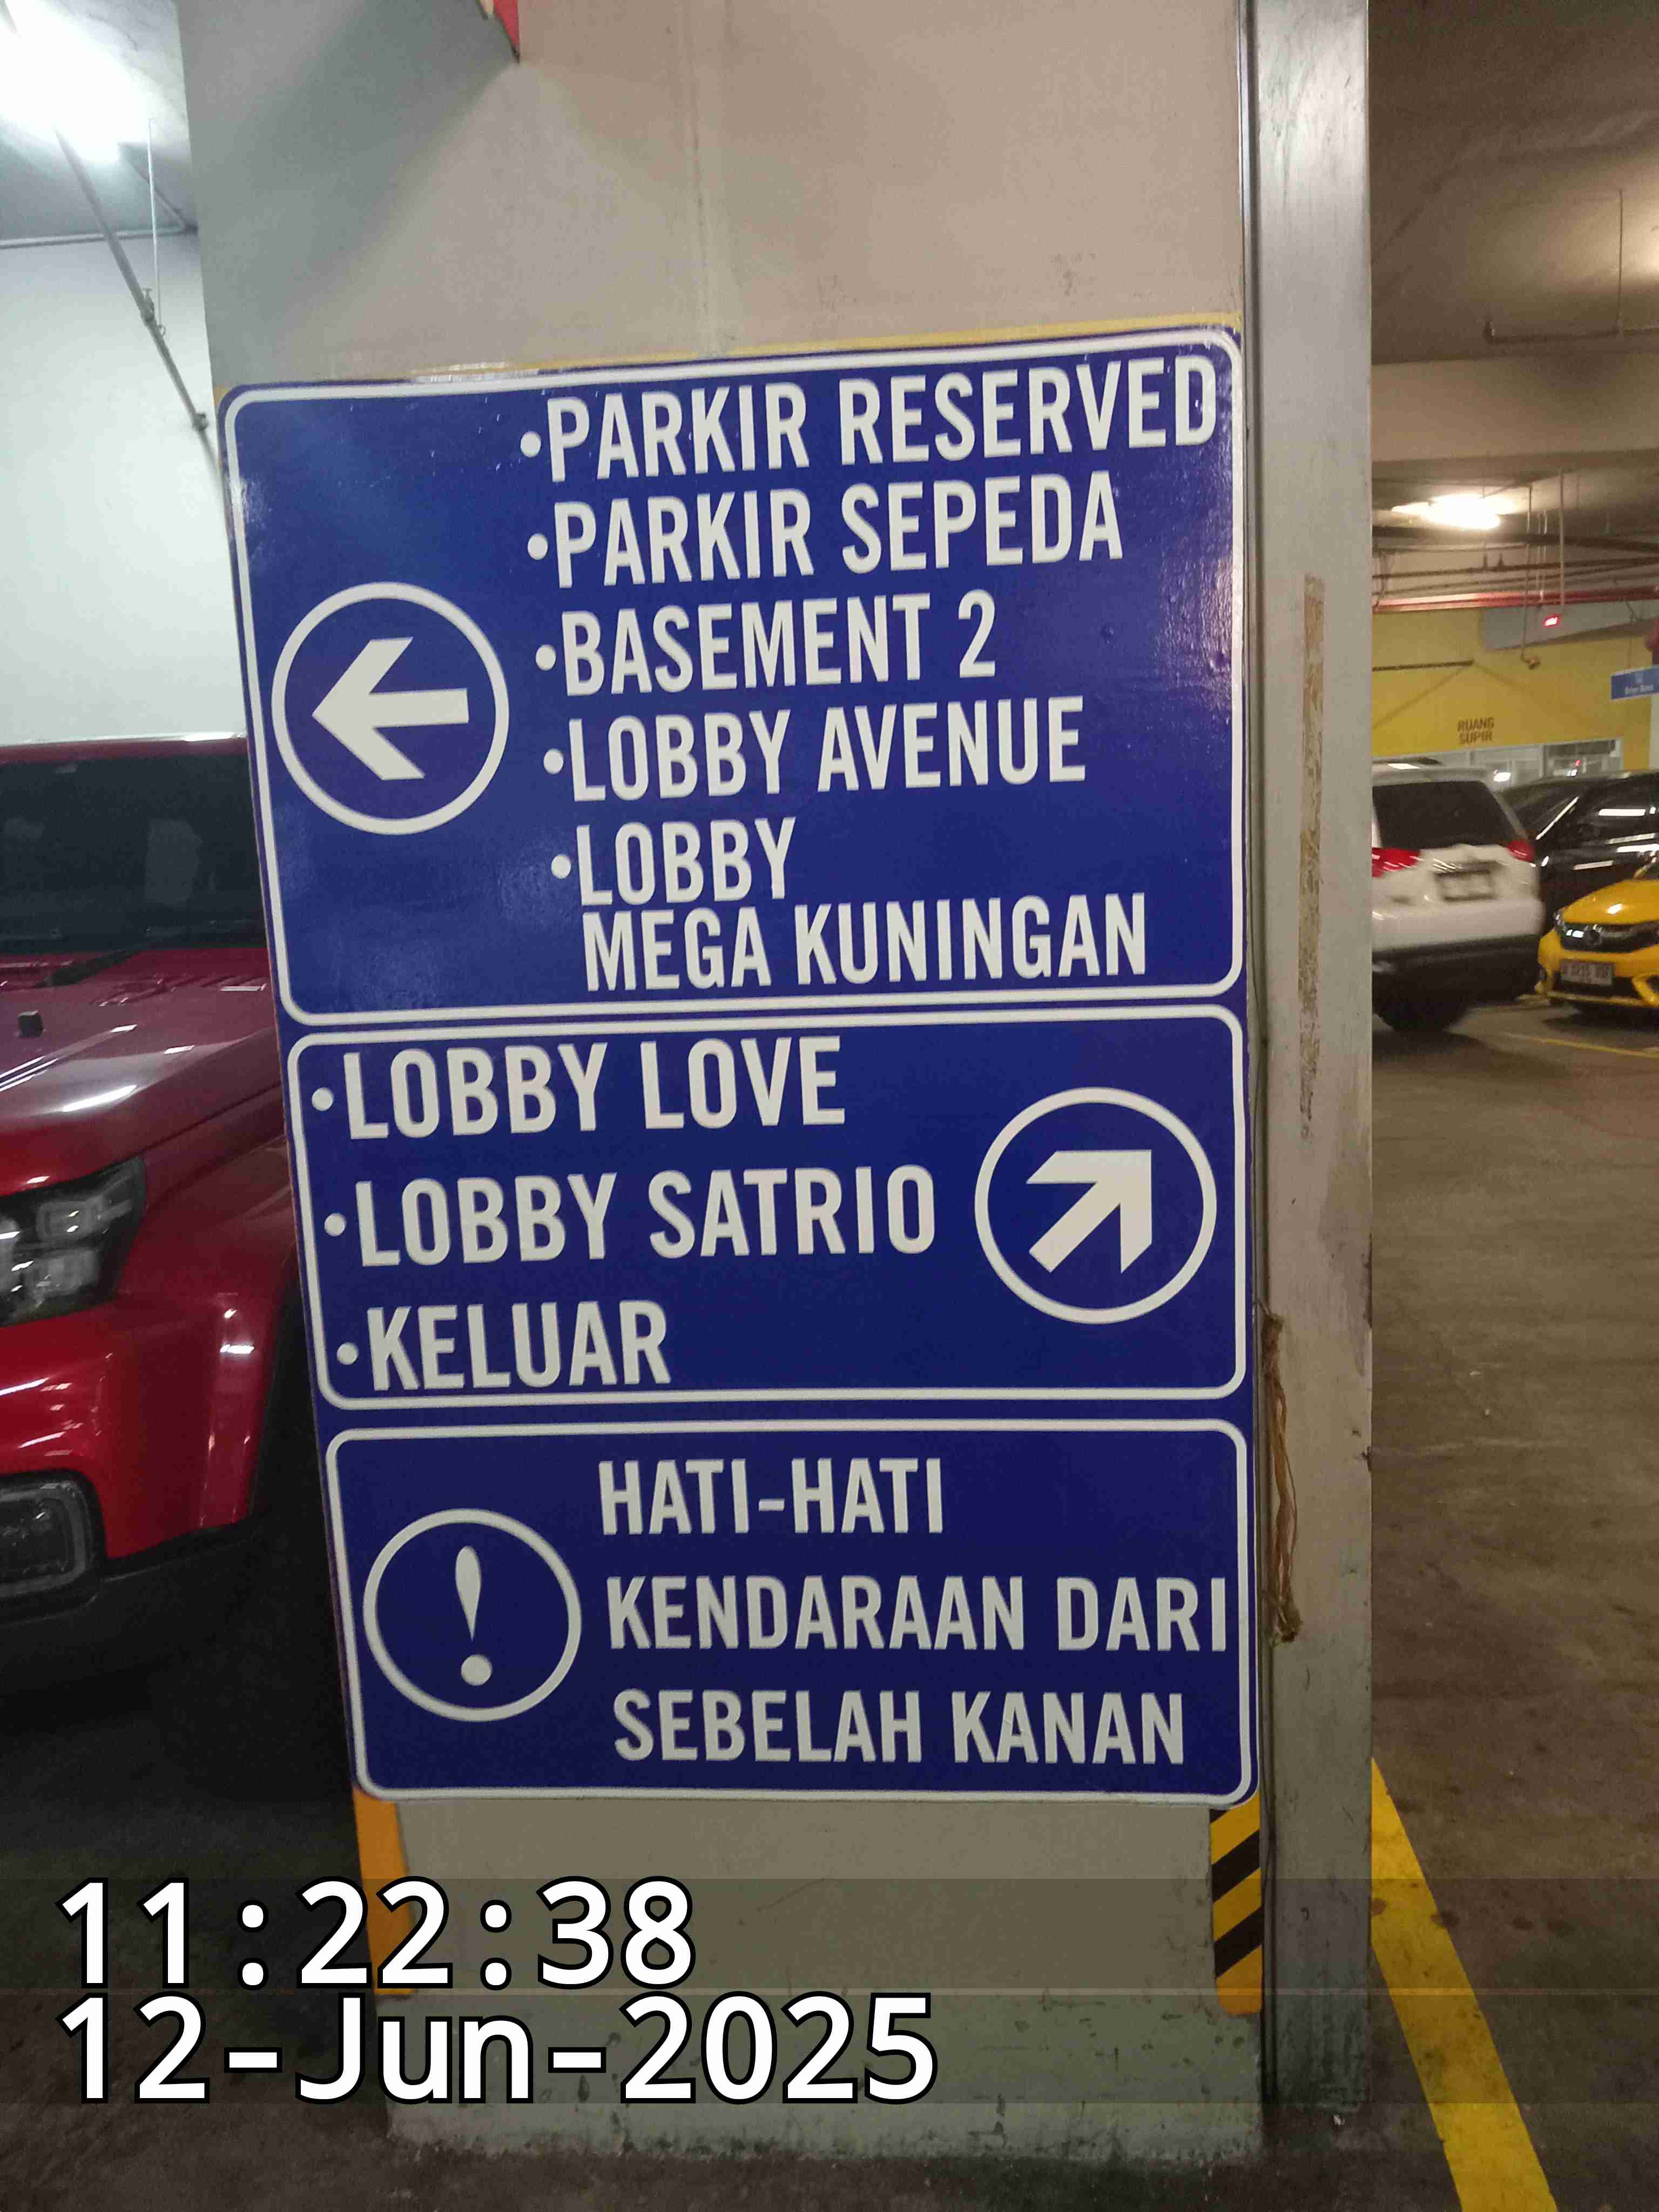 •PARKIR RESERVED
•PARKIR SEPEDA
•BASEMENT 2
•LOBBY AVENUE
•LOBBY
MEGA KUNINGAN
•LOBBY LOVE
•LOBBY SATRIO
•KELUAR
!
HATI-HATI
KENDARAAN DARI
SEBELAH KANAN
RUANG
SUPIR
11:22:38
12-Jun-2025